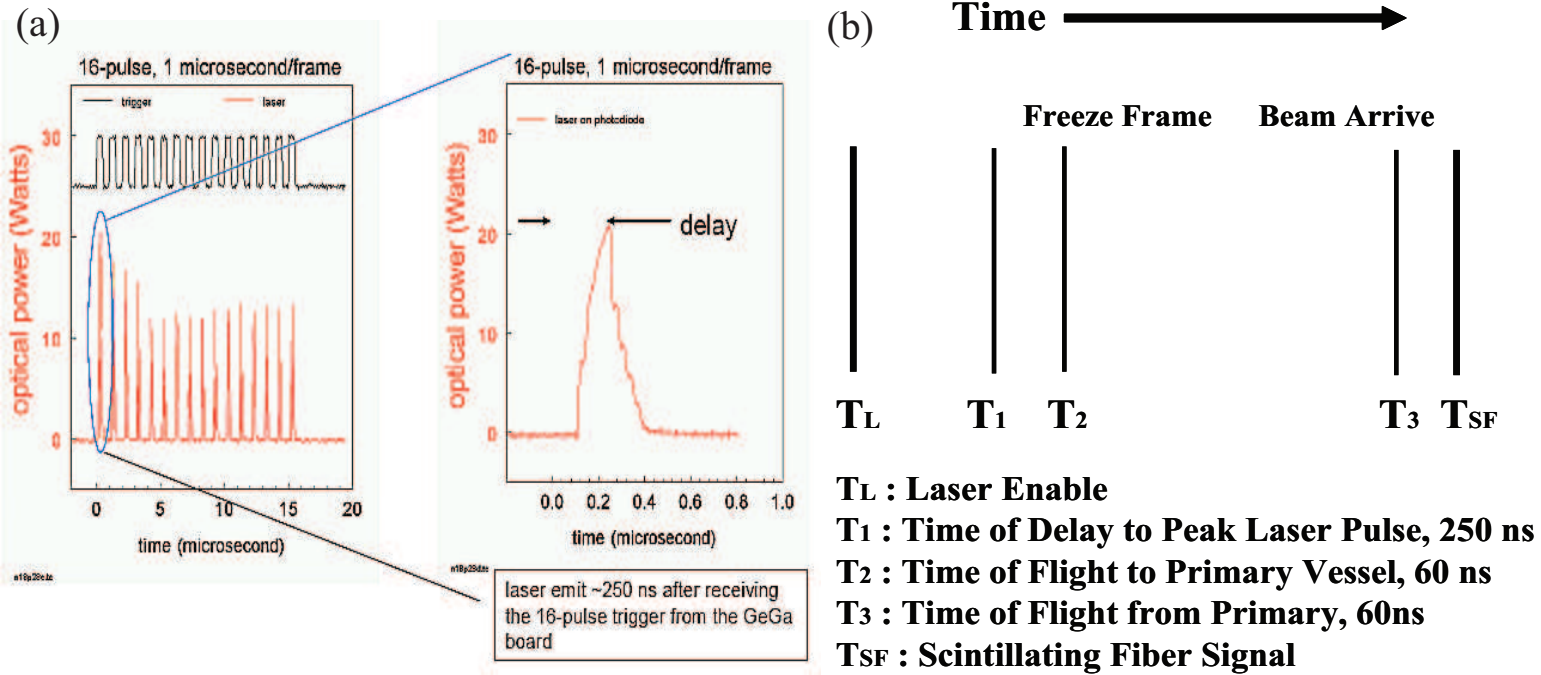 (a)
16-pulse, 1 microsecond/frame
trigger
laser
30
20
10
0
optical power (Watts)
0 5 10 15 20
time (microsecond)
16-pulse, 1 microsecond/frame
laser on photodiode
30
20
10
0
optical power (Watts)
delay
0.0 0.2 0.4 0.6 0.8 1.0
time (microsecond)
laser emit ~250 ns after receiving
the 16-pulse trigger from the GeGa
board
(b)
Time
Freeze Frame Beam Arrive
TL T1 T2 T3 TSF
TL : Laser Enable
T1 : Time of Delay to Peak Laser Pulse, 250 ns
T2 : Time of Flight to Primary Vessel, 60 ns
T3 : Time of Flight from Primary, 60ns
TSF : Scintillating Fiber Signal